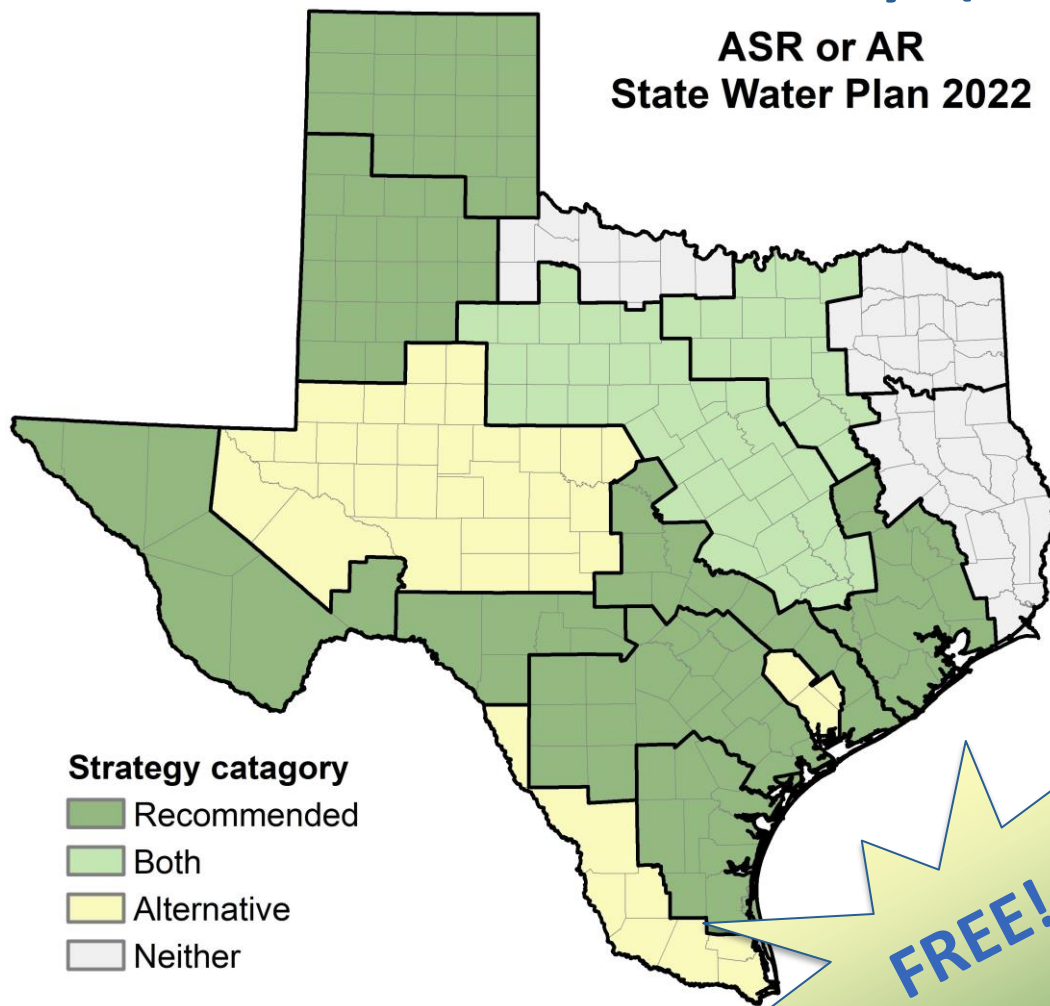 ASR or AR
State Water Plan 2022
Strategy catagory
Recommended
Both
Alternative
Neither
FREE!